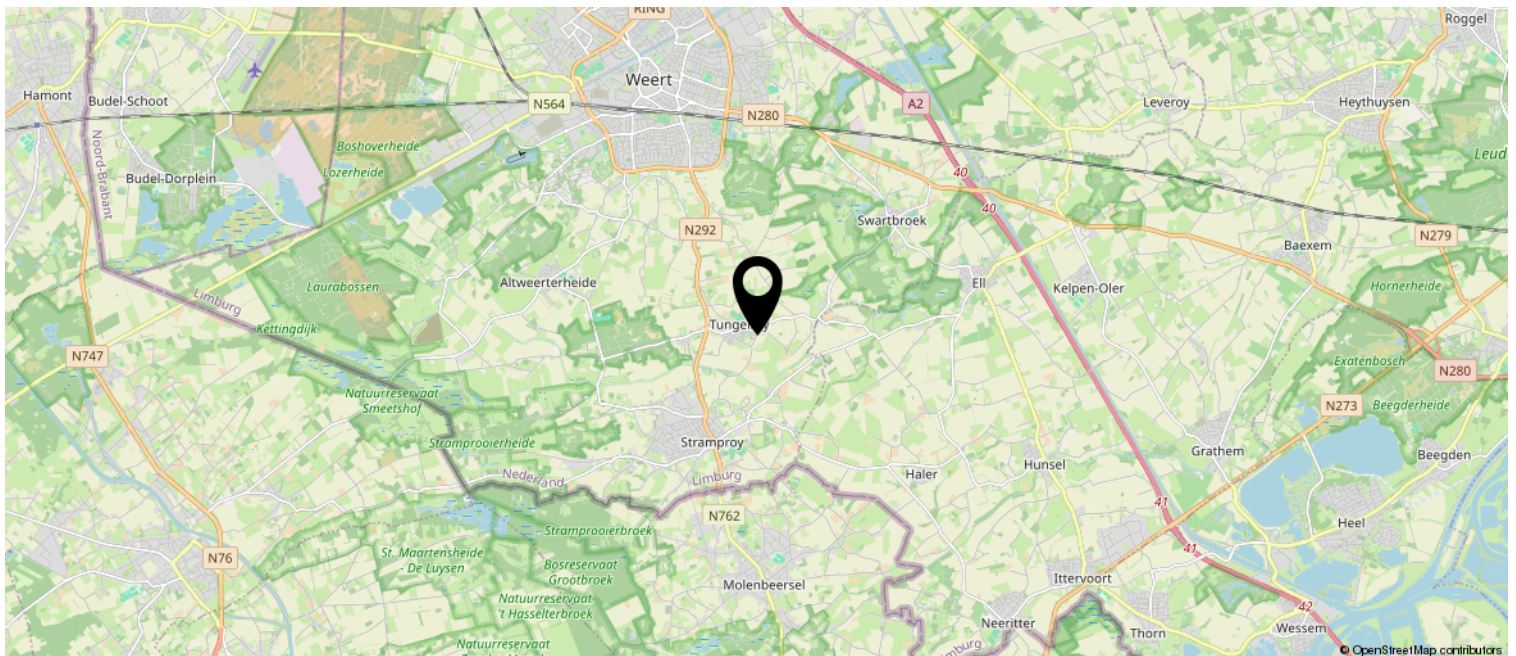 RING
Roggel
Weert
Hamont
Budel-Schoot
N564
A2
Leveroy
Heythuysen
N280
Noord-Brabant
Boshoverheide
Lozerheide
Leud
Budel-Dorplein
40
40
Swartbroek
N292
N279
Baexem
Altweerterheide
Laurabossen
Limburg
Ell
Kelpen-Oler
Hornerheide
Kettingdijk
N747
Exatenbosch
N280
Natuurreservaat
Smeetshof
N273
Beegderheide
Stramprooierheide
Stramproy
Grathem
Beegden
Nederland
Limburg
Haler
Hunsel
41
N762
Stramprooierbroek
Heel
N76
St. Maartensheide
- De Luysen
41
Bosreservaat
Grootbroek
Molenbeersel
Ittervoort
Natuurreservaat
't Hasselterbroek
42
Neeritter
Thorn
Wessem
Natuurreservaat
imburg
© OpenStreetMap contributors